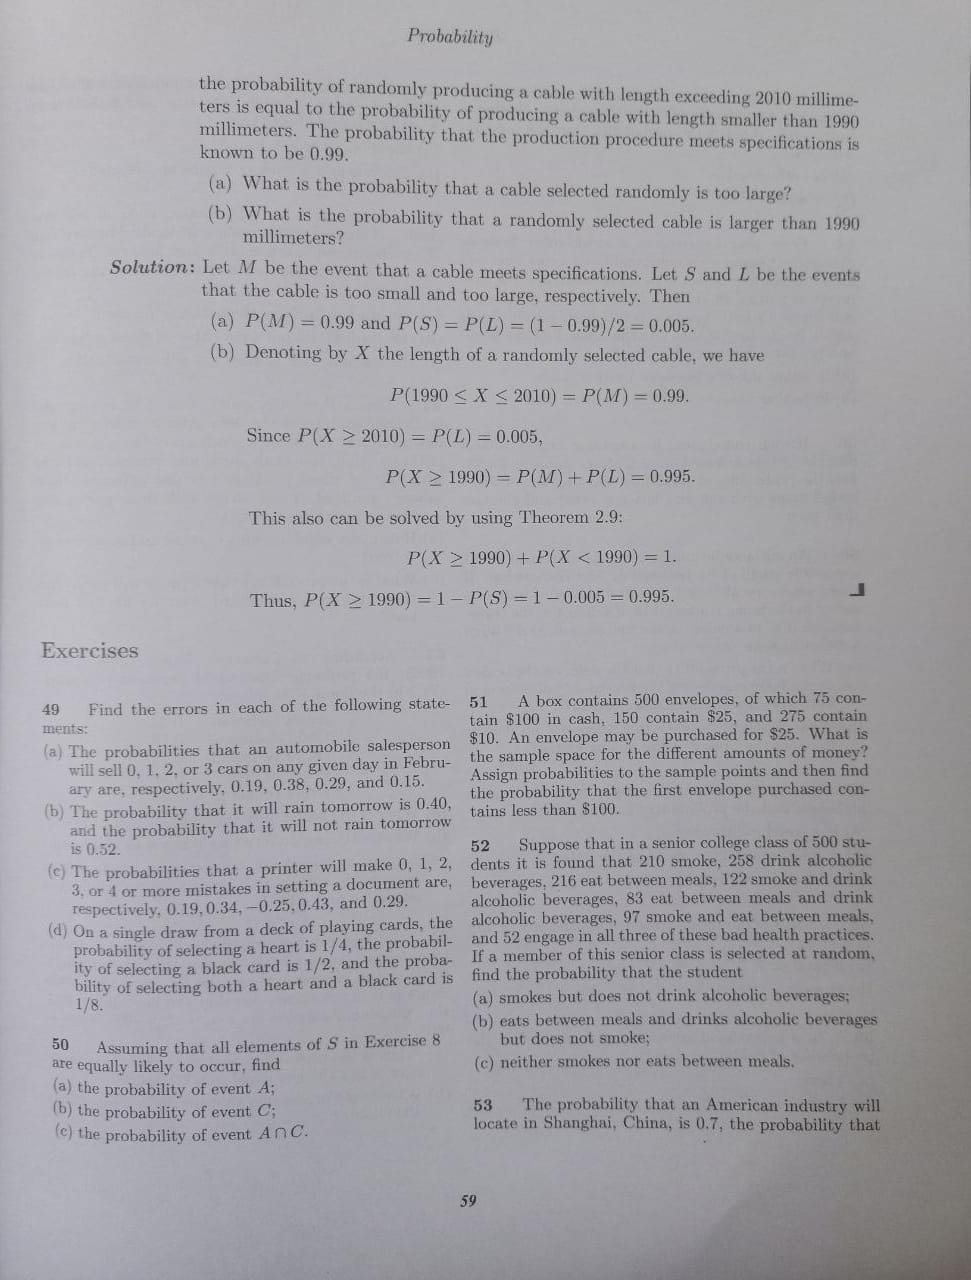 Probability
the probability of randomly producing a cable with length exceeding 2010 millime-
ters is equal to the probability of producing a cable with length smaller than 1990
millimeters. The probability that the production procedure meets specifications is
known to be 0.99.
(a) What is the probability that a cable selected randomly is too large?
(b) What is the probability that a randomly selected cable is larger than 1990
millimeters?
Solution: Let M be the event that a cable meets specifications. Let S and L be the events
that the cable is too small and too large, respectively. Then
(a) P(M) = 0.99 and P(S) = P(L) = (1 − 0.99)/2 = 0.005.
(b) Denoting by X the length of a randomly selected cable, we have
P(1990 ≤ X ≤ 2010) = P(M) = 0.99.
Since P(X ≥ 2010) = P(L) = 0.005,
P(X ≥ 1990) = P(M) + P(L) = 0.995.
This also can be solved by using Theorem 2.9:
P(X ≥ 1990) + P(X < 1990) = 1.
Thus, P(X ≥ 1990) = 1 − P(S) = 1 − 0.005 = 0.995.
Exercises
49 Find the errors in each of the following state-
ments:
(a) The probabilities that an automobile salesperson
will sell 0, 1, 2, or 3 cars on any given day in Febru-
ary are, respectively, 0.19, 0.38, 0.29, and 0.15.
(b) The probability that it will rain tomorrow is 0.40,
and the probability that it will not rain tomorrow
is 0.52.
(c) The probabilities that a printer will make 0, 1, 2,
3, or 4 or more mistakes in setting a document are,
respectively, 0.19, 0.34, −0.25, 0.43, and 0.29.
(d) On a single draw from a deck of playing cards, the
probability of selecting a heart is 1/4, the probabil-
ity of selecting a black card is 1/2, and the proba-
bility of selecting both a heart and a black card is
1/8.
50 Assuming that all elements of S in Exercise 8
are equally likely to occur, find
(a) the probability of event A;
(b) the probability of event C;
(c) the probability of event A ∩ C.
51 A box contains 500 envelopes, of which 75 con-
tain $100 in cash, 150 contain $25, and 275 contain
$10. An envelope may be purchased for $25. What is
the sample space for the different amounts of money?
Assign probabilities to the sample points and then find
the probability that the first envelope purchased con-
tains less than $100.
52 Suppose that in a senior college class of 500 stu-
dents it is found that 210 smoke, 258 drink alcoholic
beverages, 216 eat between meals, 122 smoke and drink
alcoholic beverages, 83 eat between meals and drink
alcoholic beverages, 97 smoke and eat between meals,
and 52 engage in all three of these bad health practices.
If a member of this senior class is selected at random,
find the probability that the student
(a) smokes but does not drink alcoholic beverages;
(b) eats between meals and drinks alcoholic beverages
but does not smoke;
(c) neither smokes nor eats between meals.
53 The probability that an American industry will
locate in Shanghai, China, is 0.7, the probability that
59